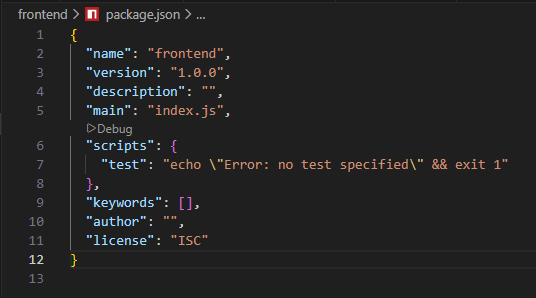 frontend > package.json > ...
1 {
2 "name": "frontend",
3 "version": "1.0.0",
4 "description": "",
5 "main": "index.js",
Debug
6 "scripts": {
7 "test": "echo \"Error: no test specified\" && exit 1"
8 },
9 "keywords": [],
10 "author": "",
11 "license": "ISC"
12 }
13